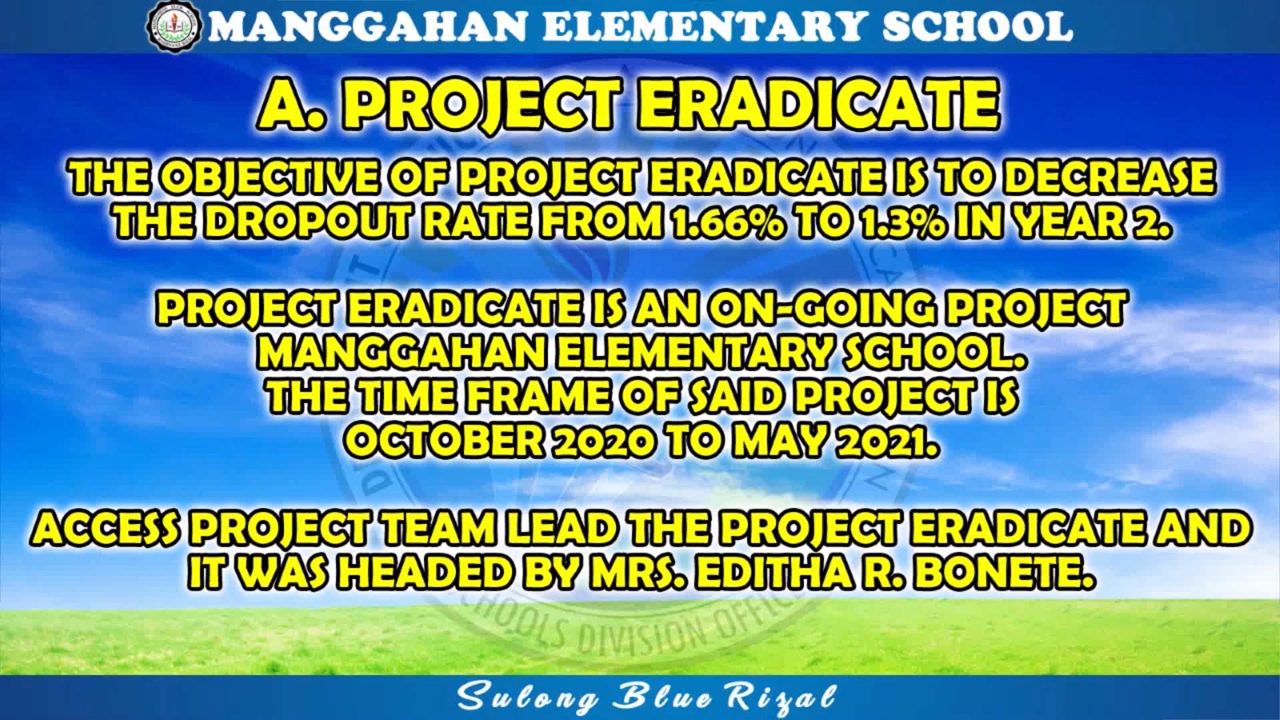 MANGGAHAN ELEMENTARY SCHOOL
A. PROJECT ERADICATE
THE OBJECTIVE OF PROJECT ERADICATE IS TO DECREASE
THE DROPOUT RATE FROM 1.66% TO 1.3% IN YEAR 2.
PROJECT ERADICATE IS AN ON-GOING PROJECT
MANGGAHAN ELEMENTARY SCHOOL.
THE TIME FRAME OF SAID PROJECT IS
OCTOBER 2020 TO MAY 2021.
ACCESS PROJECT TEAM LEAD THE PROJECT ERADICATE AND
IT WAS HEADED BY MRS. EDITHA R. BONETE.
SCHOOLS DIVISION OFFICE
Sulong Blue Rizal